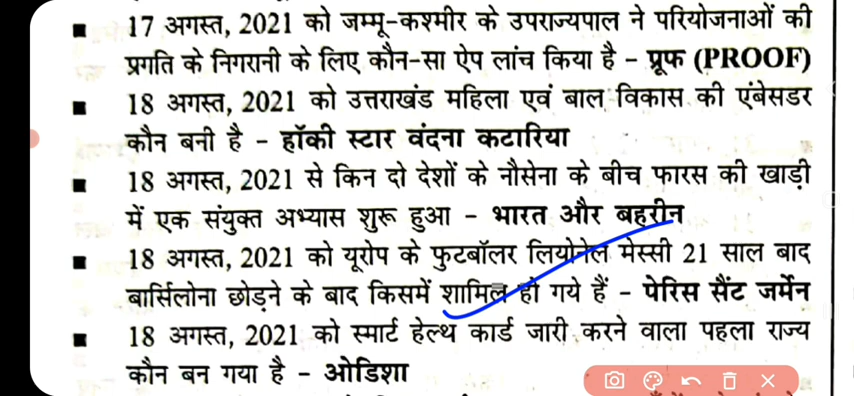 ■ 17 अगस्त, 2021 को जम्मू-कश्मीर के उपराज्यपाल ने परियोजनाओं की
प्रगति के निगरानी के लिए कौन-सा ऐप लांच किया है – प्रूफ (PROOF)
■ 18 अगस्त, 2021 को उत्तराखंड महिला एवं बाल विकास की एंबेसडर
कौन बनी है – हॉकी स्टार वंदना कटारिया
■ 18 अगस्त, 2021 से किन दो देशों के नौसेना के बीच फारस की खाड़ी
में एक संयुक्त अभ्यास शुरू हुआ – भारत और बहरीन
■ 18 अगस्त, 2021 को यूरोप के फुटबॉलर लियोनेल मेस्सी 21 साल बाद
बार्सिलोना छोड़ने के बाद किसमें शामिल हो गये हैं – पेरिस सैंट जर्मेन
■ 18 अगस्त, 2021 को स्मार्ट हेल्थ कार्ड जारी करने वाला पहला राज्य
कौन बन गया है – ओडिशा